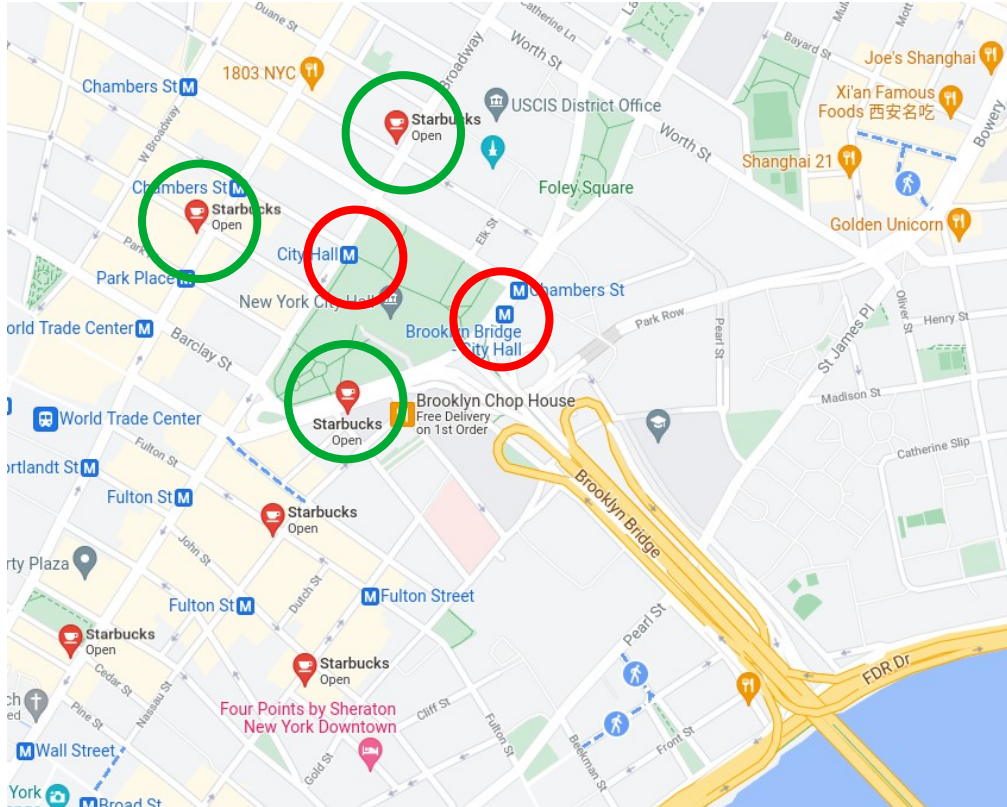 Duane St
Catherine Ln
Broadway
Worth St
Bayard St
Mott
Joe's Shanghai
1803 NYC
Chambers St M
Xi'an Famous
Foods 西安名吃
Bowery
USCIS District Office
Starbucks
Open
W Broadway
Worth St
Shanghai 21
Chambers St M
Foley Square
Starbucks
Open
Golden Unicorn
Elk St
City Hall M
Park Place M
New York City Hall
M Chambers St
M
Brooklyn Bridge
- City Hall
Park Row
Pearl St
Oliver St
Henry St
orld Trade Center M
Barclay St
St James Pl
Madison St
Starbucks
Open
Brooklyn Chop House
Free Delivery
on 1st Order
World Trade Center
Catherine Slip
Fulton St
ortlandt St M
Fulton St M
Brooklyn Bridge
Starbucks
Open
John St
rty Plaza
Dutch St
M Fulton Street
Fulton St M
Pearl St
Starbucks
Open
Starbucks
Open
FDR Dr
Cedar St
Nassau St
Pine St
ch
ed
Four Points by Sheraton
New York Downtown
Cliff St
Fulton St
Front St
Beekman St
Gold St
M Wall Street
York
M Broad St